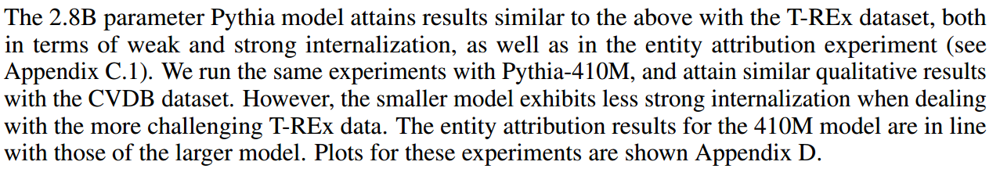 The 2.8B parameter Pythia model attains results similar to the above with the T-REx dataset, both
in terms of weak and strong internalization, as well as in the entity attribution experiment (see
Appendix C.1). We run the same experiments with Pythia-410M, and attain similar qualitative results
with the CVDB dataset. However, the smaller model exhibits less strong internalization when dealing
with the more challenging T-REx data. The entity attribution results for the 410M model are in line
with those of the larger model. Plots for these experiments are shown Appendix D.